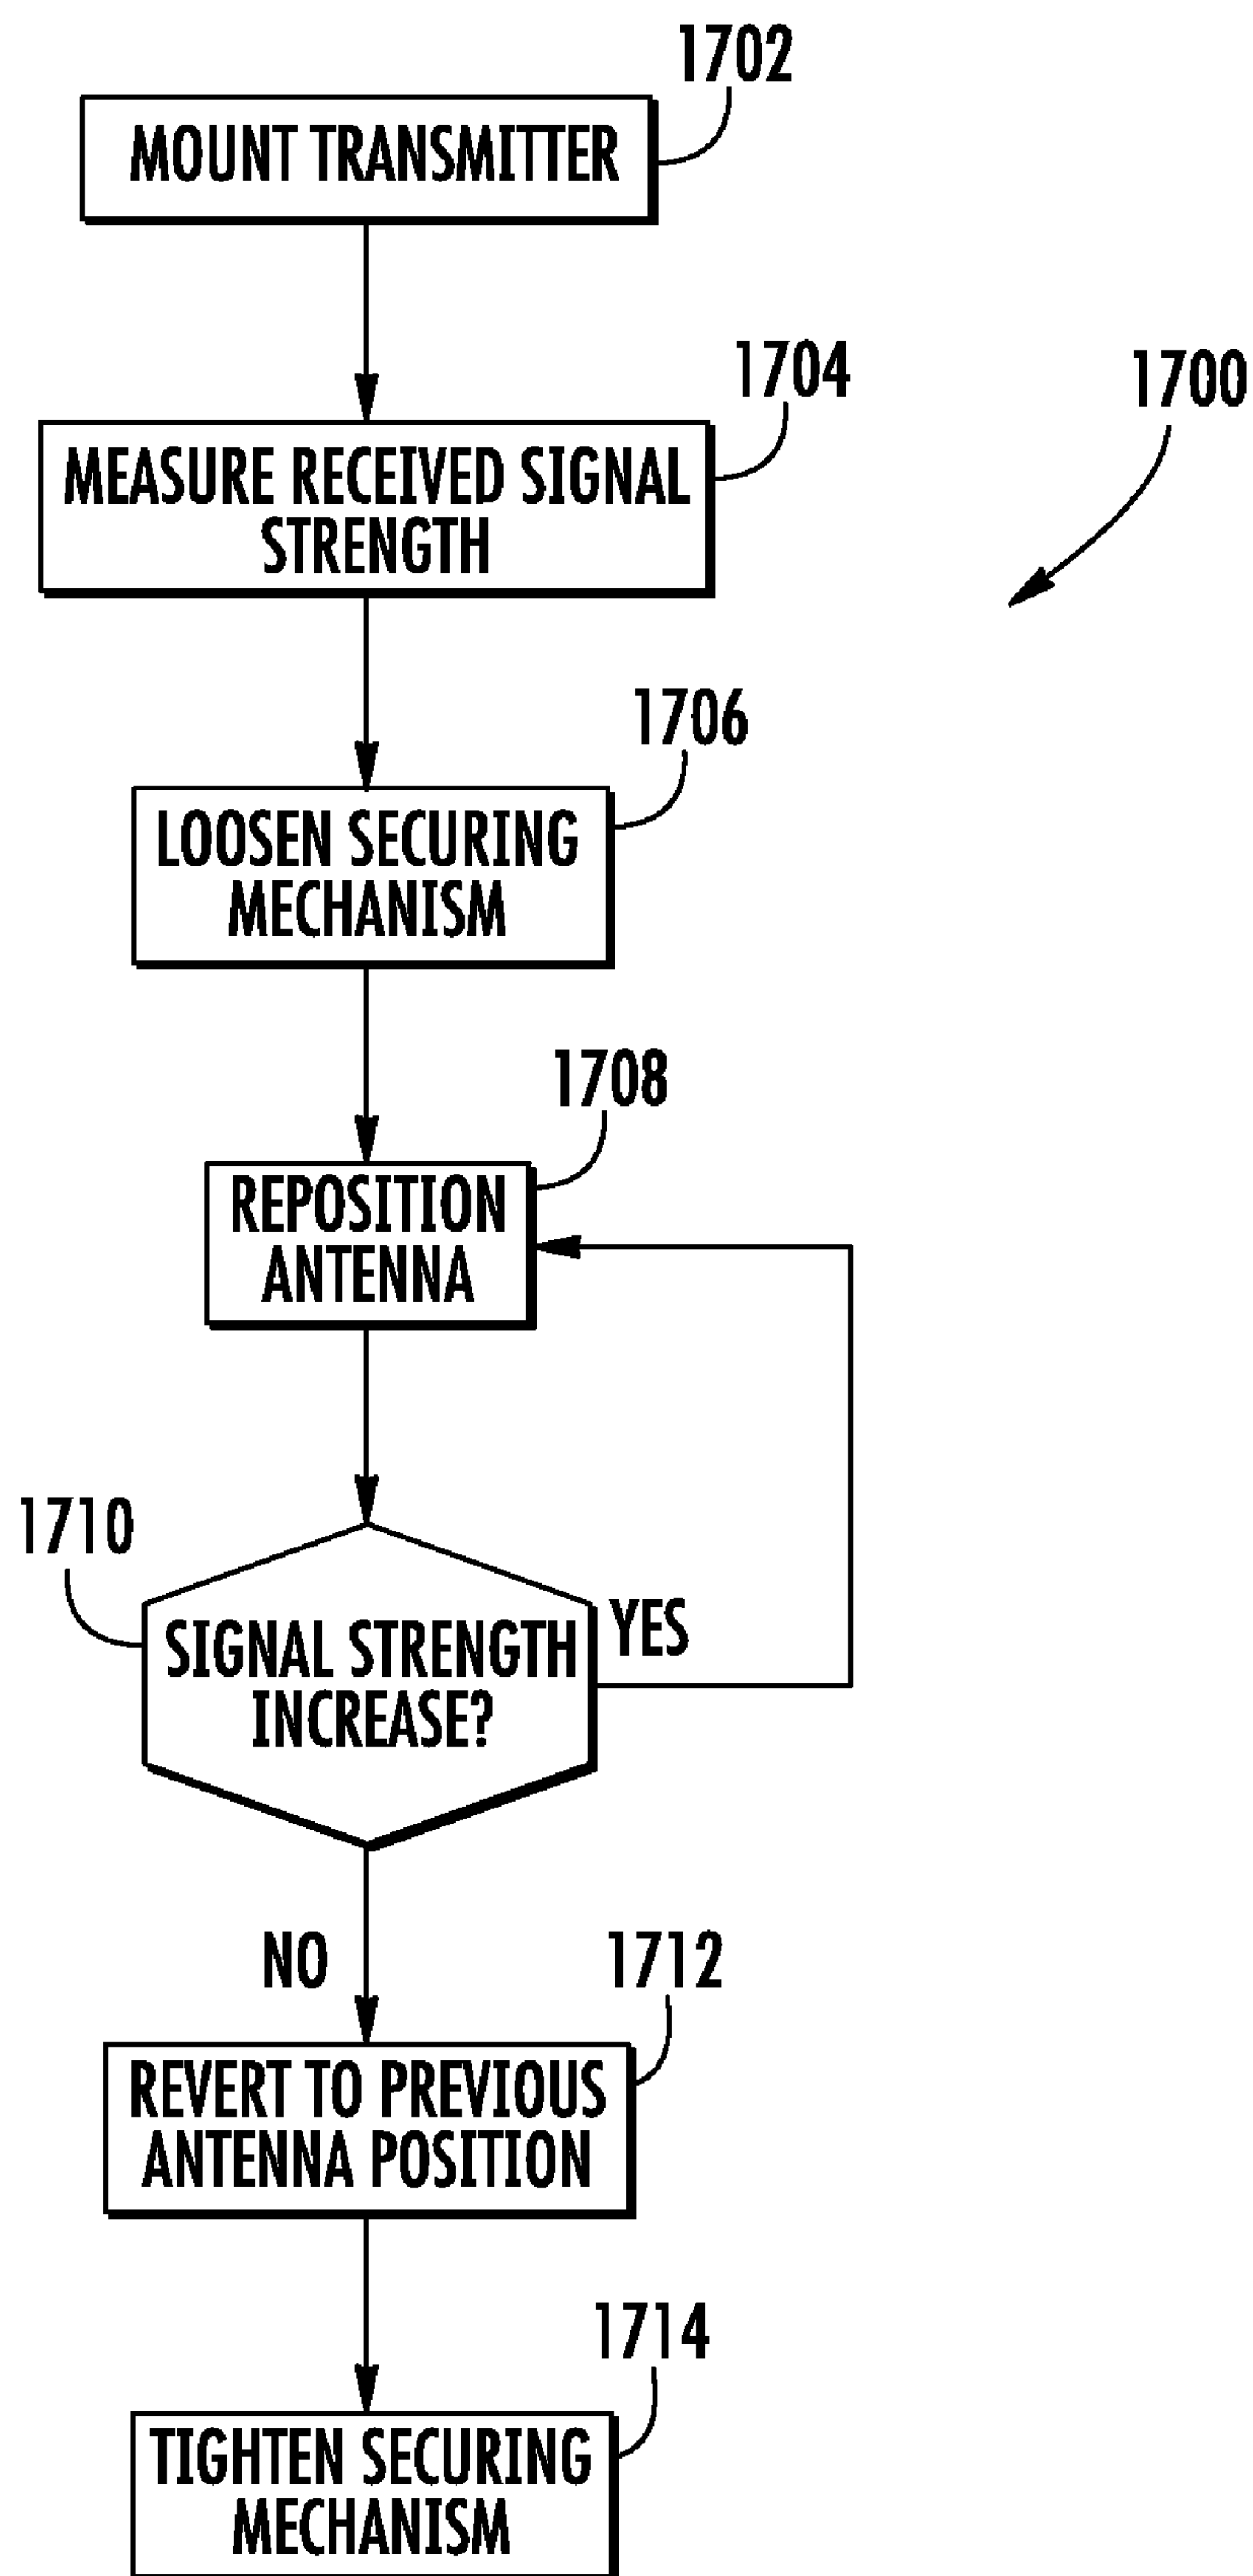 1702
MOUNT TRANSMITTER
1704
1700
MEASURE RECEIVED SIGNAL
STRENGTH
1706
LOOSEN SECURING
MECHANISM
1708
REPOSITION
ANTENNA
1710
SIGNAL STRENGTH
INCREASE?
YES
NO
1712
REVERT TO PREVIOUS
ANTENNA POSITION
1714
TIGHTEN SECURING
MECHANISM